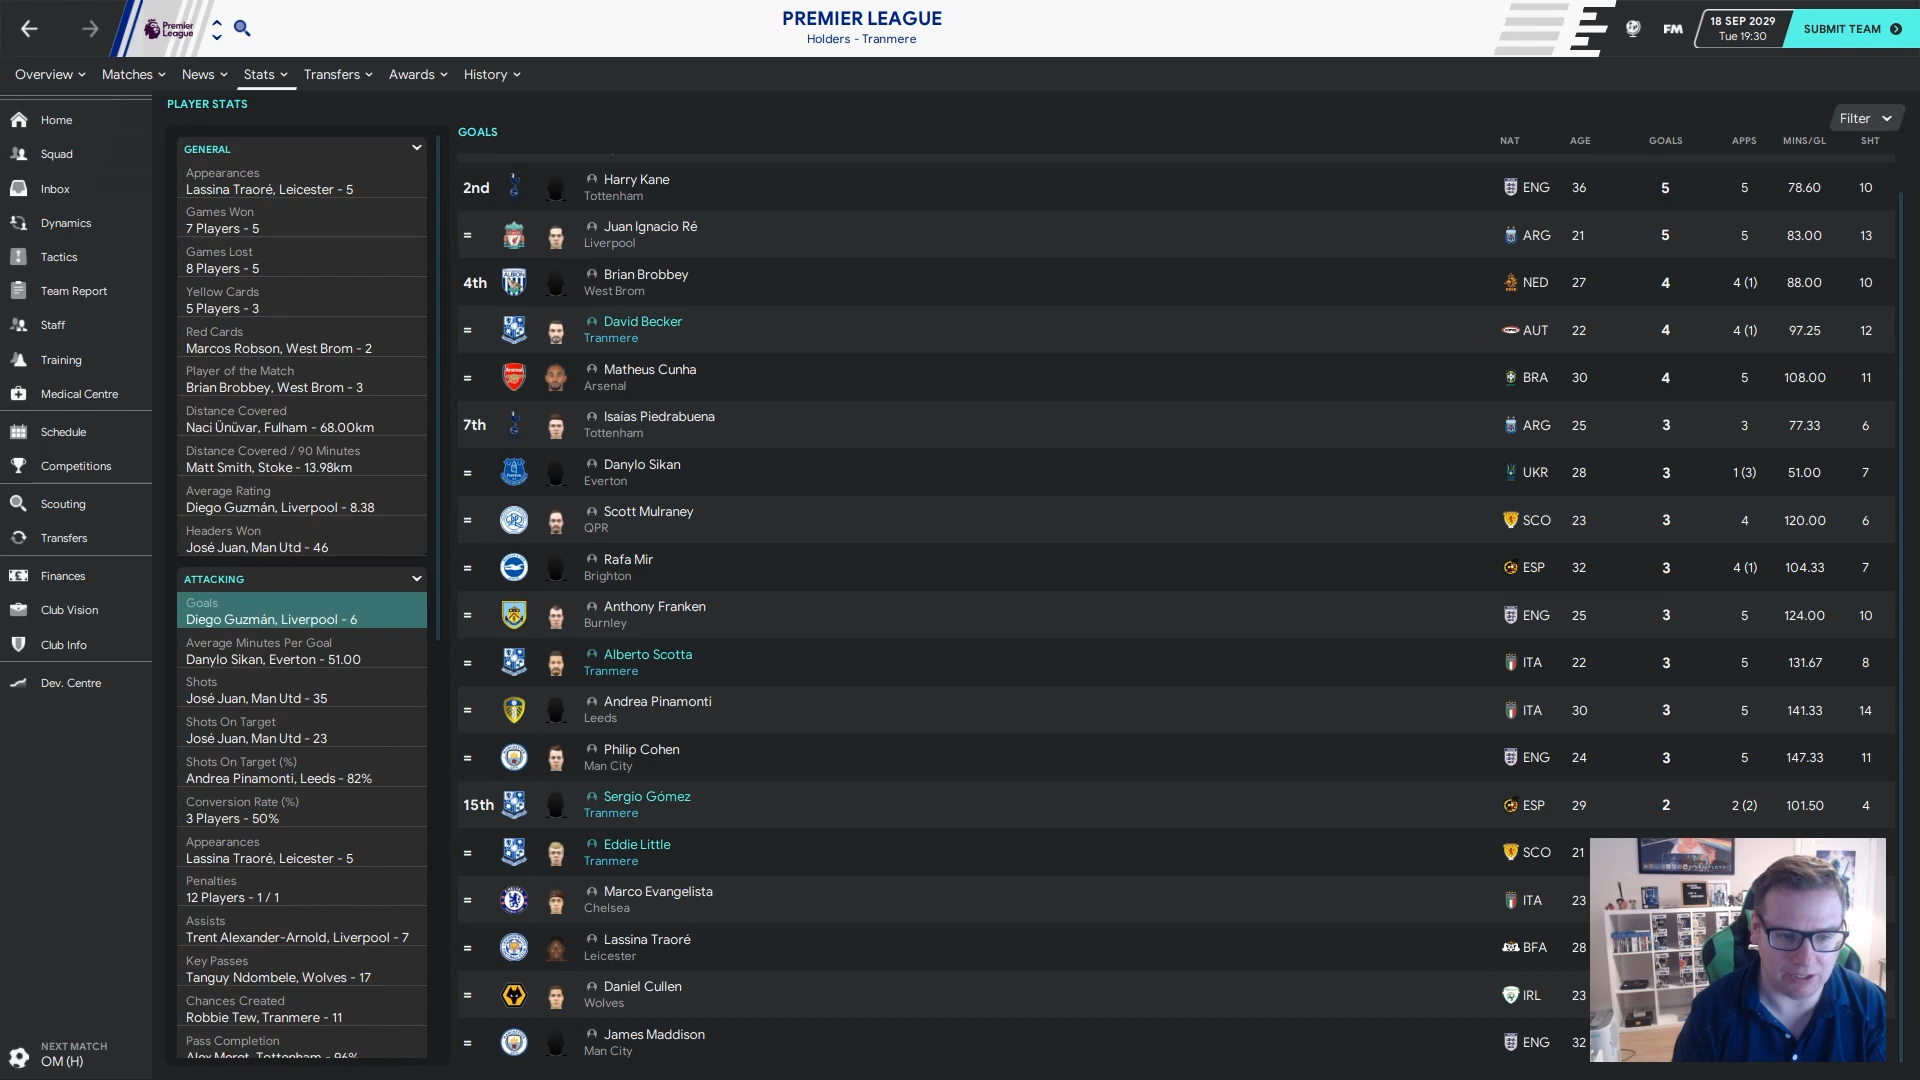 Premier League
PREMIER LEAGUE
Holders - Tranmere
FM
18 SEP 2029
Tue 19:30
SUBMIT TEAM
Overview
Matches
News
Stats
Transfers
Awards
History
Home
Squad
Inbox
Dynamics
Tactics
Team Report
Staff
Training
Medical Centre
Schedule
Competitions
Scouting
Transfers
Finances
Club Vision
Club Info
Dev. Centre
NEXT MATCH
OM (H)
PLAYER STATS
GENERAL
Appearances
Lassina Traoré, Leicester - 5
Games Won
7 Players - 5
Games Lost
8 Players - 5
Yellow Cards
5 Players - 3
Red Cards
Marcos Robson, West Brom - 2
Player of the Match
Brian Brobbey, West Brom - 3
Distance Covered
Naci Ünüvar, Fulham - 68.00km
Distance Covered / 90 Minutes
Matt Smith, Stoke - 13.98km
Average Rating
Diego Guzmán, Liverpool - 8.38
Headers Won
José Juan, Man Utd - 46
ATTACKING
Goals
Diego Guzmán, Liverpool - 6
Average Minutes Per Goal
Danylo Sikan, Everton - 51.00
Shots
José Juan, Man Utd - 35
Shots On Target
José Juan, Man Utd - 23
Shots On Target (%)
Andrea Pinamonti, Leeds - 82%
Conversion Rate (%)
3 Players - 50%
Appearances
Lassina Traoré, Leicester - 5
Penalties
12 Players - 1 / 1
Assists
Trent Alexander-Arnold, Liverpool - 7
Key Passes
Tanguy Ndombele, Wolves - 17
Chances Created
Robbie Tew, Tranmere - 11
Pass Completion
Alex Meret, Tottenham - 96%
Filter
GOALS
NAT AGE GOALS APPS MINS/GL SHT
2nd Harry Kane Tottenham ENG 36 5 5 78.60 10
= Juan Ignacio Ré Liverpool ARG 21 5 5 83.00 13
4th Brian Brobbey West Brom NED 27 4 4 (1) 88.00 10
= David Becker Tranmere AUT 22 4 4 (1) 97.25 12
= Matheus Cunha Arsenal BRA 30 4 5 108.00 11
7th Isaías Piedrabuena Tottenham ARG 25 3 3 77.33 6
= Danylo Sikan Everton UKR 28 3 1 (3) 51.00 7
= Scott Mulraney QPR SCO 23 3 4 120.00 6
= Rafa Mir Brighton ESP 32 3 4 (1) 104.33 7
= Anthony Franken Burnley ENG 25 3 5 124.00 10
= Alberto Scotta Tranmere ITA 22 3 5 131.67 8
= Andrea Pinamonti Leeds ITA 30 3 5 141.33 14
= Philip Cohen Man City ENG 24 3 5 147.33 11
15th Sergio Gómez Tranmere ESP 29 2 2 (2) 101.50 4
= Eddie Little Tranmere SCO 21
= Marco Evangelista Chelsea ITA 23
= Lassina Traoré Leicester BFA 28
= Daniel Cullen Wolves IRL 23
= James Maddison Man City ENG 32